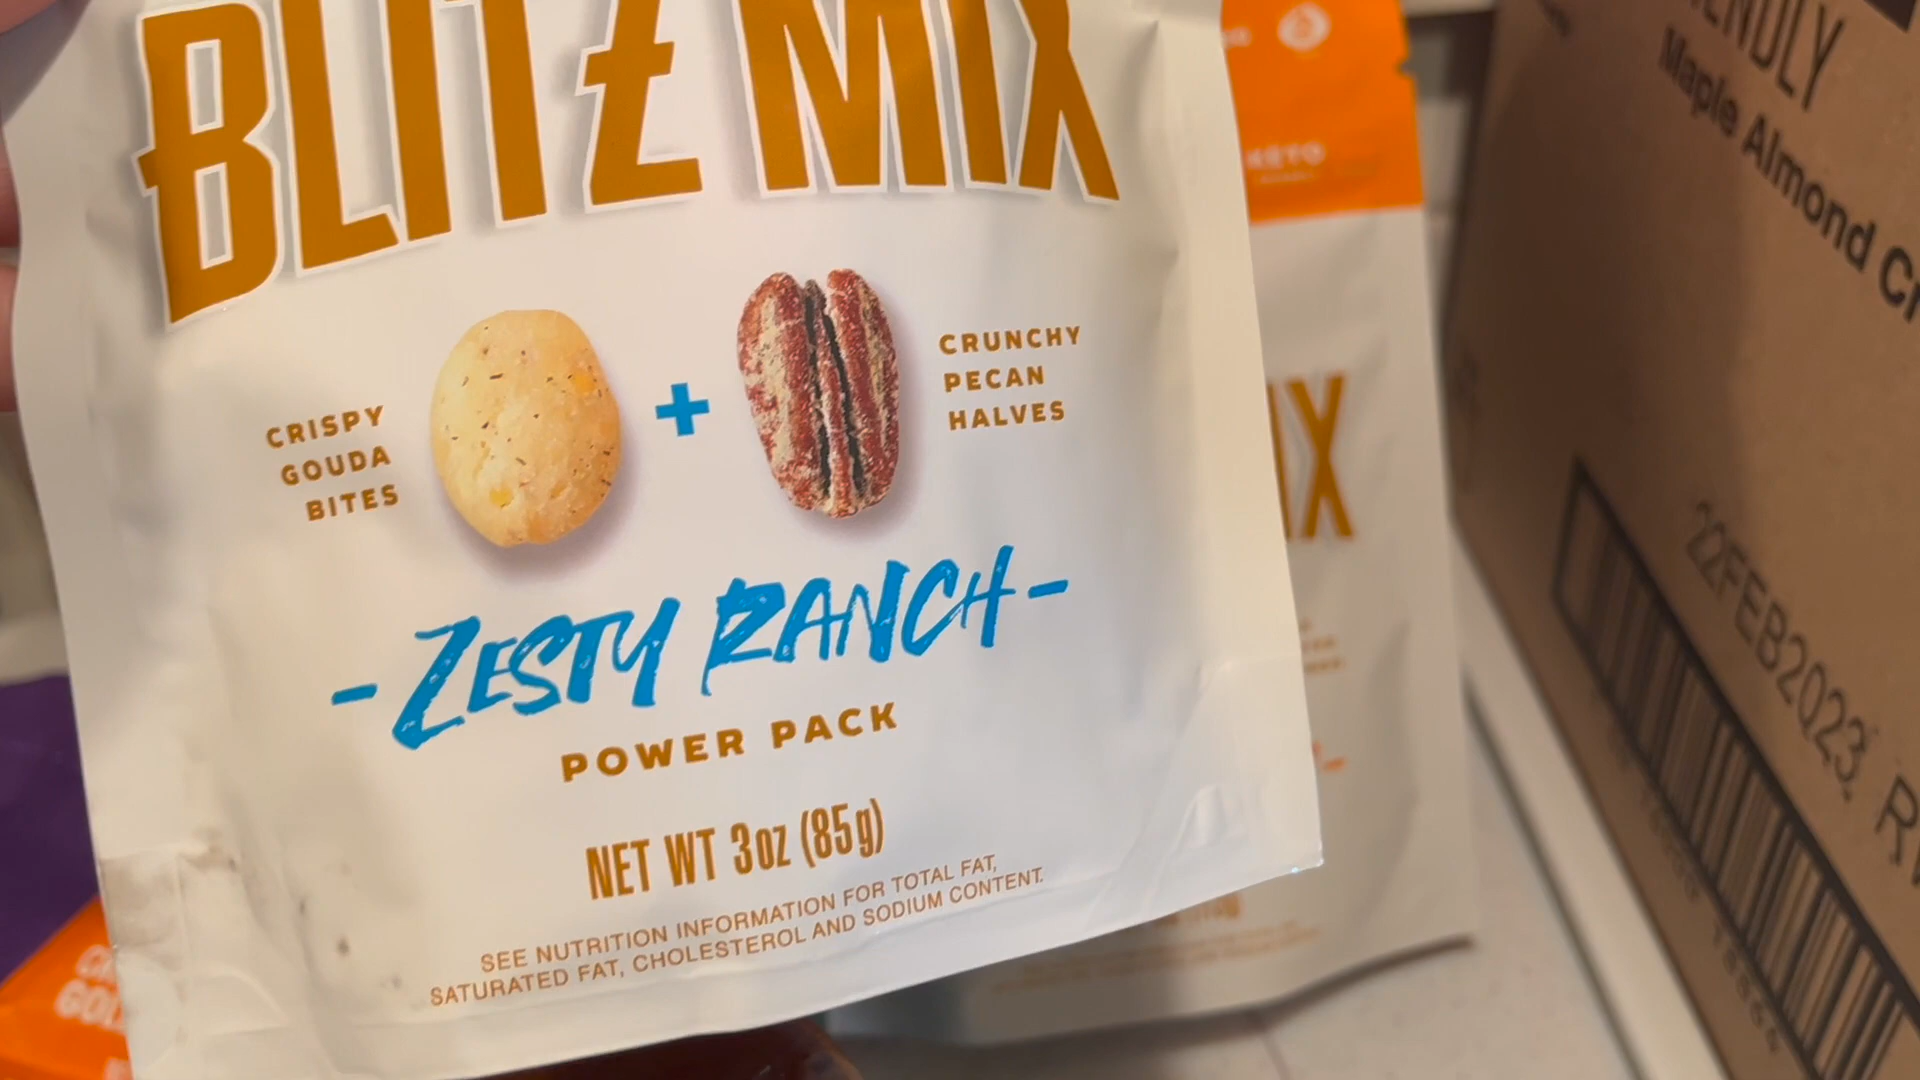 BLITZ MIX
CRISPY
GOUDA
BITES
+
CRUNCHY
PECAN
HALVES
-ZESTY RANCH-
POWER PACK
NET WT 3oz (85g)
SEE NUTRITION INFORMATION FOR TOTAL FAT,
SATURATED FAT, CHOLESTEROL AND SODIUM CONTENT.
KETO
IX
Maple Almond
22FEB2023